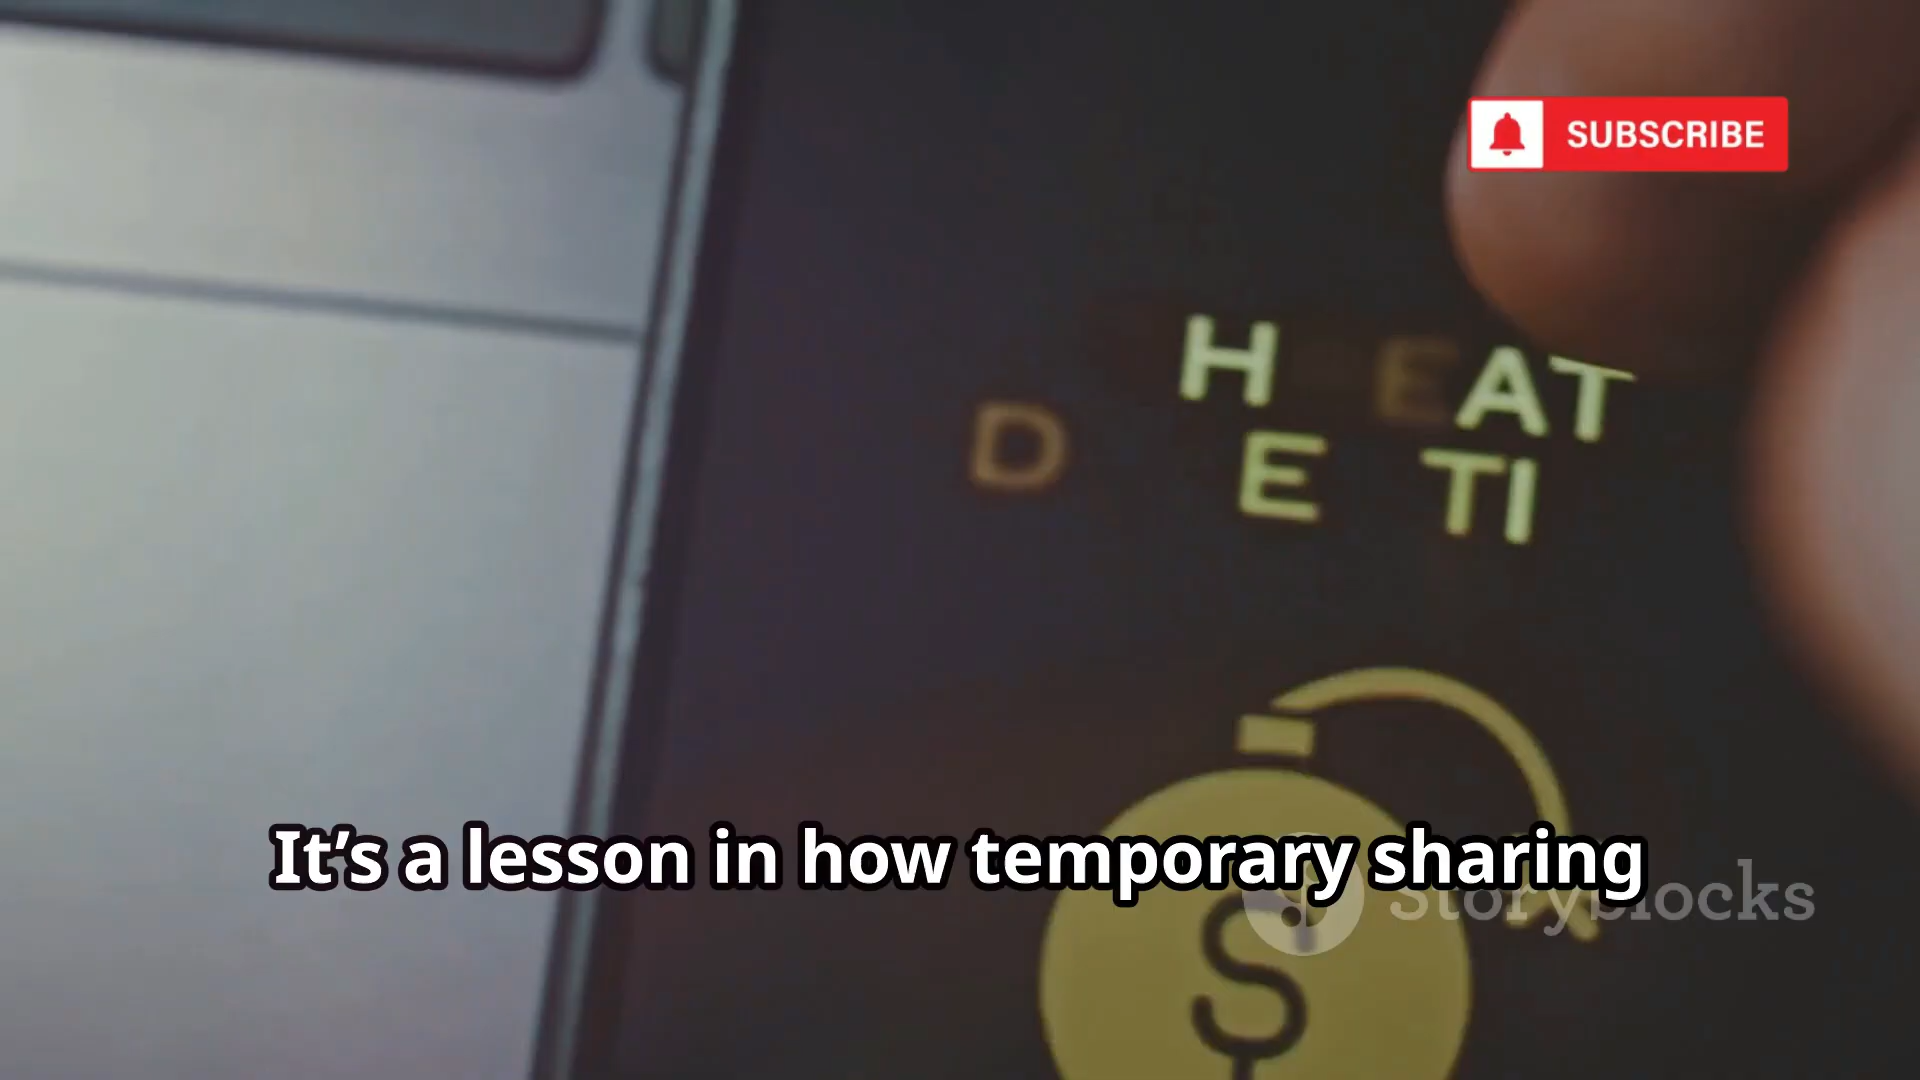 SUBSCRIBE
H EAT
D E TI
$
It’s a lesson in how temporary sharing
Storyblocks